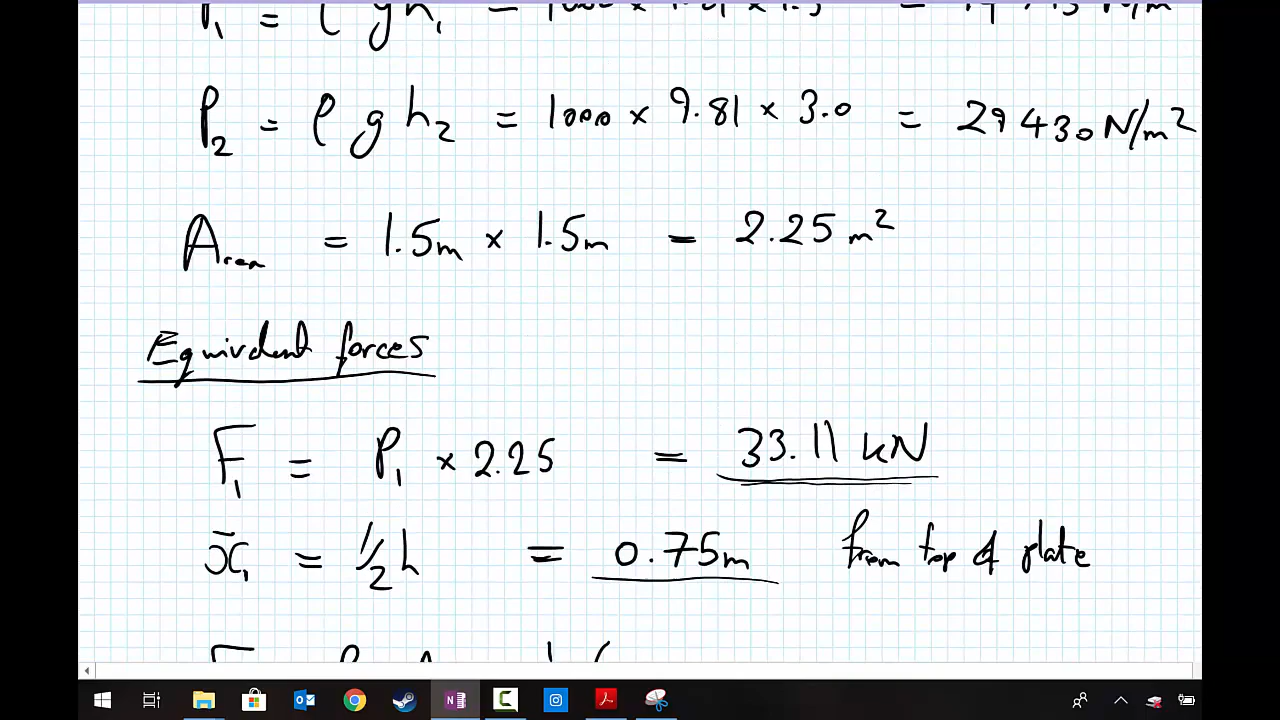 P₂ = ρ g h₂ = 1000 × 9.81 × 3.0 = 29430 N/m²
Area = 1.5m × 1.5m = 2.25 m²
Equivalent forces
F₁ = P₁ × 2.25 = 33.11 kN
x̄₁ = 1/2 h = 0.75m from top of plate